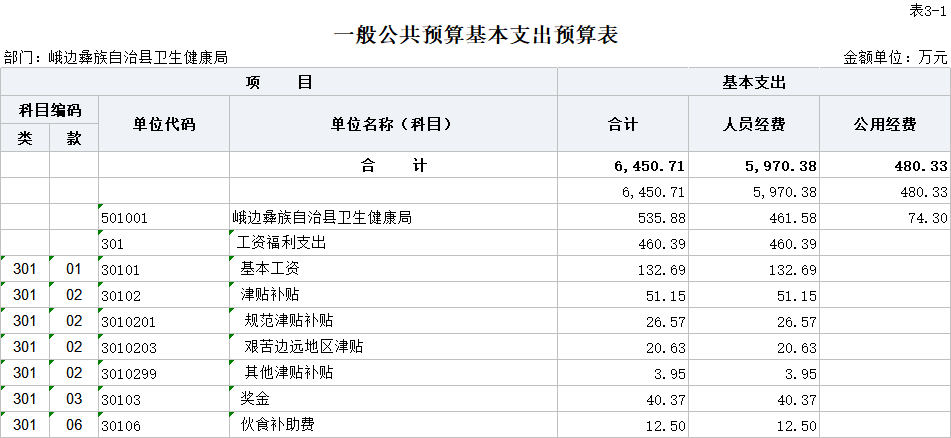 表3-1
一般公共预算基本支出预算表
部门：峨边彝族自治县卫生健康局 金额单位：万元
项 目 基本支出
科目编码 单位代码 单位名称（科目） 合计 人员经费 公用经费
类 款
合 计 6,450.71 5,970.38 480.33
6,450.71 5,970.38 480.33
501001 峨边彝族自治县卫生健康局 535.88 461.58 74.30
301 工资福利支出 460.39 460.39
301 01 30101 基本工资 132.69 132.69
301 02 30102 津贴补贴 51.15 51.15
301 02 3010201 规范津贴补贴 26.57 26.57
301 02 3010203 艰苦边远地区津贴 20.63 20.63
301 02 3010299 其他津贴补贴 3.95 3.95
301 03 30103 奖金 40.37 40.37
301 06 30106 伙食补助费 12.50 12.50